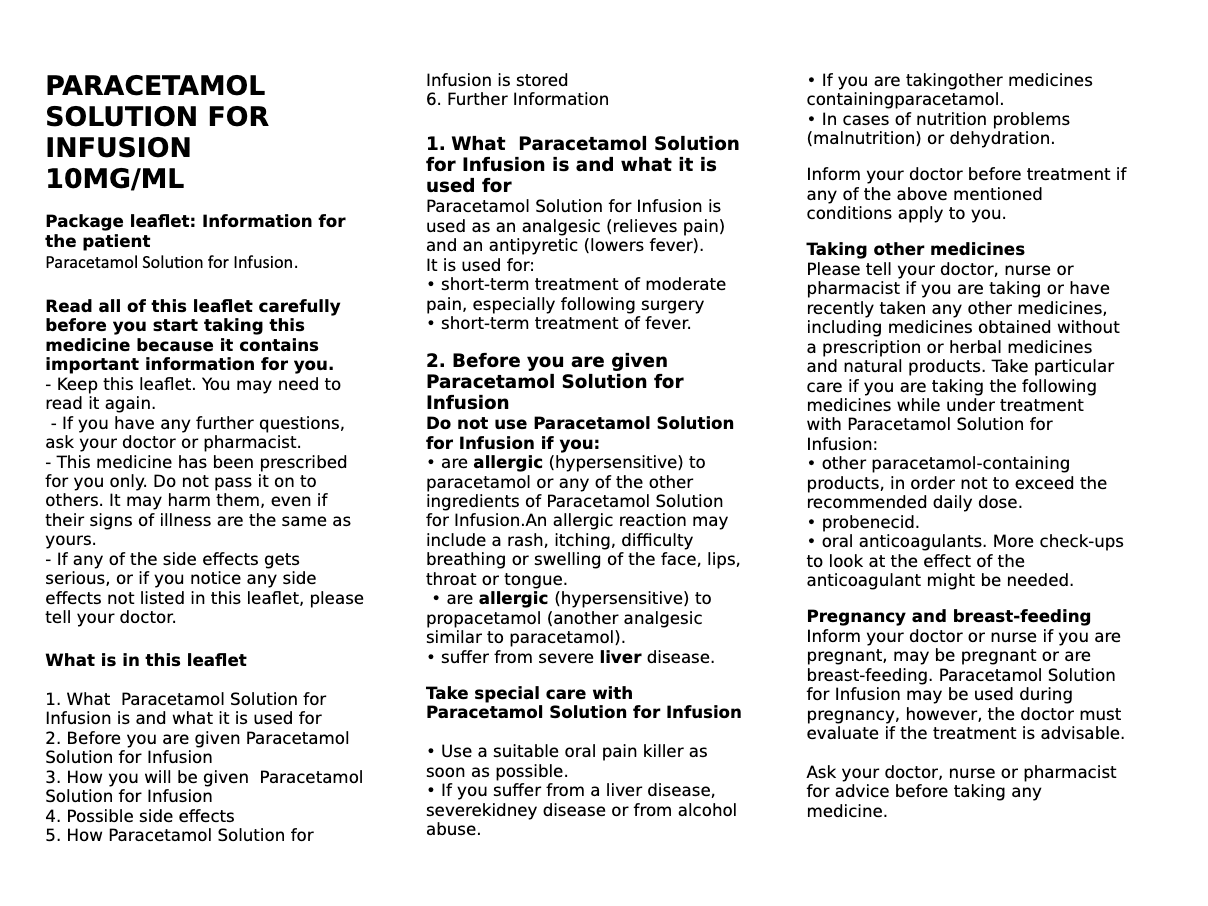 PARACETAMOL
SOLUTION FOR
INFUSION
10MG/ML
Package leaflet: Information for
the patient
Paracetamol Solution for Infusion.
Read all of this leaflet carefully
before you start taking this
medicine because it contains
important information for you.
- Keep this leaflet. You may need to
read it again.
- If you have any further questions,
ask your doctor or pharmacist.
- This medicine has been prescribed
for you only. Do not pass it on to
others. It may harm them, even if
their signs of illness are the same as
yours.
- If any of the side effects gets
serious, or if you notice any side
effects not listed in this leaflet, please
tell your doctor.
What is in this leaflet
1. What  Paracetamol Solution for
Infusion is and what it is used for
2. Before you are given Paracetamol
Solution for Infusion
3. How you will be given  Paracetamol
Solution for Infusion
4. Possible side effects
5. How Paracetamol Solution for
Infusion is stored
6. Further Information
1. What  Paracetamol Solution
for Infusion is and what it is
used for
Paracetamol Solution for Infusion is
used as an analgesic (relieves pain)
and an antipyretic (lowers fever).
It is used for:
• short-term treatment of moderate
pain, especially following surgery
• short-term treatment of fever.
2. Before you are given
Paracetamol Solution for
Infusion
Do not use Paracetamol Solution
for Infusion if you:
• are allergic (hypersensitive) to
paracetamol or any of the other
ingredients of Paracetamol Solution
for Infusion.An allergic reaction may
include a rash, itching, difficulty
breathing or swelling of the face, lips,
throat or tongue.
• are allergic (hypersensitive) to
propacetamol (another analgesic
similar to paracetamol).
• suffer from severe liver disease.
Take special care with
Paracetamol Solution for Infusion
• Use a suitable oral pain killer as
soon as possible.
• If you suffer from a liver disease,
severekidney disease or from alcohol
abuse.
• If you are takingother medicines
containingparacetamol.
• In cases of nutrition problems
(malnutrition) or dehydration.
Inform your doctor before treatment if
any of the above mentioned
conditions apply to you.
Taking other medicines
Please tell your doctor, nurse or
pharmacist if you are taking or have
recently taken any other medicines,
including medicines obtained without
a prescription or herbal medicines
and natural products. Take particular
care if you are taking the following
medicines while under treatment
with Paracetamol Solution for
Infusion:
• other paracetamol-containing
products, in order not to exceed the
recommended daily dose.
• probenecid.
• oral anticoagulants. More check-ups
to look at the effect of the
anticoagulant might be needed.
Pregnancy and breast-feeding
Inform your doctor or nurse if you are
pregnant, may be pregnant or are
breast-feeding. Paracetamol Solution
for Infusion may be used during
pregnancy, however, the doctor must
evaluate if the treatment is advisable.
Ask your doctor, nurse or pharmacist
for advice before taking any
medicine.